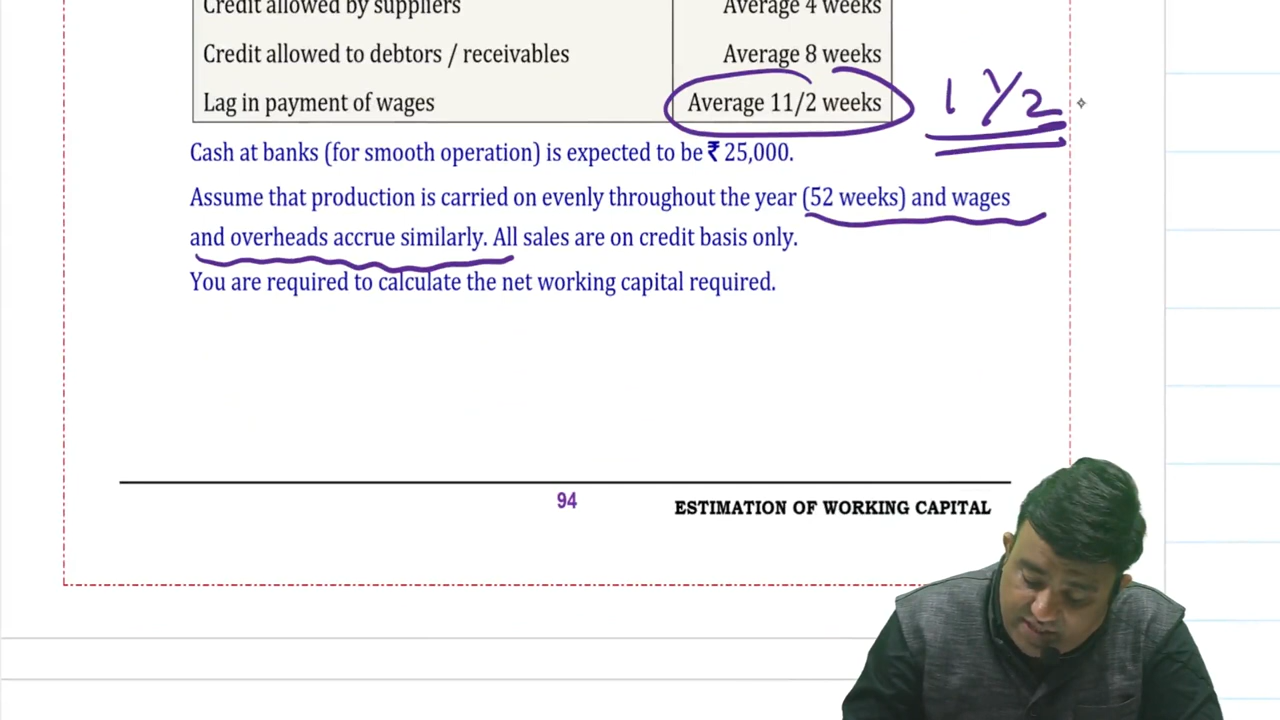 Credit allowed by suppliers Average 4 weeks
Credit allowed to debtors / receivables Average 8 weeks
Lag in payment of wages Average 11/2 weeks 1 1/2
Cash at banks (for smooth operation) is expected to be ₹ 25,000.
Assume that production is carried on evenly throughout the year (52 weeks) and wages
and overheads accrue similarly. All sales are on credit basis only.
You are required to calculate the net working capital required.
94 ESTIMATION OF WORKING CAPITAL